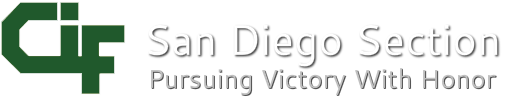 CIF
San Diego Section
Pursuing Victory With Honor